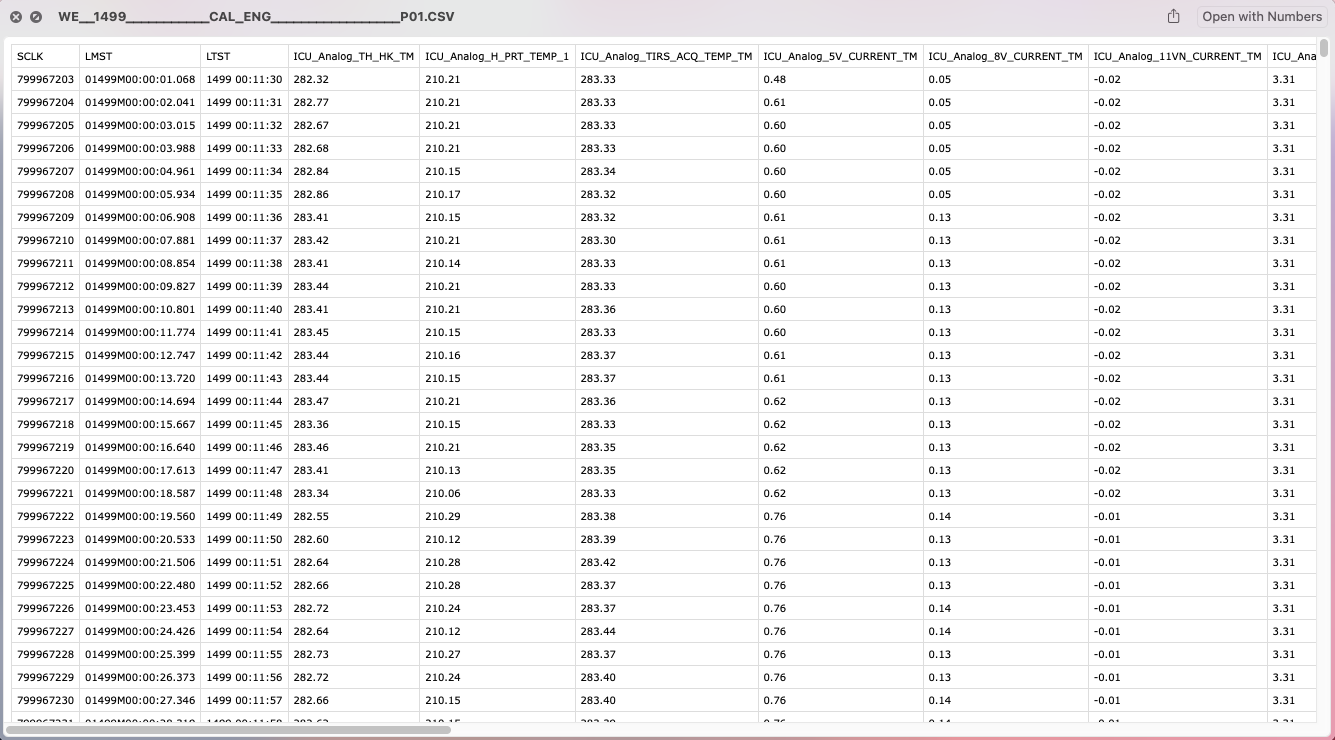 WE__1499___________CAL_ENG_________________P01.CSV
Open with Numbers
SCLK LMST LTST ICU_Analog_TH_HK_TM ICU_Analog_H_PRT_TEMP_1 ICU_Analog_TIRS_ACQ_TEMP_TM ICU_Analog_5V_CURRENT_TM ICU_Analog_8V_CURRENT_TM ICU_Analog_11VN_CURRENT_TM ICU_Ana
799967203 01499M00:00:01.068 1499 00:11:30 282.32 210.21 283.33 0.48 0.05 -0.02 3.31
799967204 01499M00:00:02.041 1499 00:11:31 282.77 210.21 283.33 0.61 0.05 -0.02 3.31
799967205 01499M00:00:03.015 1499 00:11:32 282.67 210.21 283.33 0.60 0.05 -0.02 3.31
799967206 01499M00:00:03.988 1499 00:11:33 282.68 210.21 283.33 0.60 0.05 -0.02 3.31
799967207 01499M00:00:04.961 1499 00:11:34 282.84 210.15 283.34 0.60 0.05 -0.02 3.31
799967208 01499M00:00:05.934 1499 00:11:35 282.86 210.17 283.32 0.60 0.05 -0.02 3.31
799967209 01499M00:00:06.908 1499 00:11:36 283.41 210.15 283.32 0.61 0.13 -0.02 3.31
799967210 01499M00:00:07.881 1499 00:11:37 283.42 210.21 283.30 0.61 0.13 -0.02 3.31
799967211 01499M00:00:08.854 1499 00:11:38 283.41 210.14 283.33 0.61 0.13 -0.02 3.31
799967212 01499M00:00:09.827 1499 00:11:39 283.44 210.21 283.33 0.60 0.13 -0.02 3.31
799967213 01499M00:00:10.801 1499 00:11:40 283.41 210.21 283.36 0.60 0.13 -0.02 3.31
799967214 01499M00:00:11.774 1499 00:11:41 283.45 210.15 283.33 0.60 0.13 -0.02 3.31
799967215 01499M00:00:12.747 1499 00:11:42 283.44 210.16 283.37 0.61 0.13 -0.02 3.31
799967216 01499M00:00:13.720 1499 00:11:43 283.44 210.15 283.37 0.61 0.13 -0.02 3.31
799967217 01499M00:00:14.694 1499 00:11:44 283.47 210.21 283.36 0.62 0.13 -0.02 3.31
799967218 01499M00:00:15.667 1499 00:11:45 283.36 210.15 283.33 0.62 0.13 -0.02 3.31
799967219 01499M00:00:16.640 1499 00:11:46 283.46 210.21 283.35 0.62 0.13 -0.02 3.31
799967220 01499M00:00:17.613 1499 00:11:47 283.41 210.13 283.35 0.62 0.13 -0.02 3.31
799967221 01499M00:00:18.587 1499 00:11:48 283.34 210.06 283.33 0.62 0.13 -0.02 3.31
799967222 01499M00:00:19.560 1499 00:11:49 282.55 210.29 283.38 0.76 0.14 -0.01 3.31
799967223 01499M00:00:20.533 1499 00:11:50 282.60 210.12 283.39 0.76 0.13 -0.01 3.31
799967224 01499M00:00:21.506 1499 00:11:51 282.64 210.28 283.42 0.76 0.13 -0.01 3.31
799967225 01499M00:00:22.480 1499 00:11:52 282.66 210.28 283.37 0.76 0.13 -0.01 3.31
799967226 01499M00:00:23.453 1499 00:11:53 282.72 210.24 283.37 0.76 0.14 -0.01 3.31
799967227 01499M00:00:24.426 1499 00:11:54 282.64 210.12 283.44 0.76 0.14 -0.01 3.31
799967228 01499M00:00:25.399 1499 00:11:55 282.73 210.27 283.37 0.76 0.13 -0.01 3.31
799967229 01499M00:00:26.373 1499 00:11:56 282.72 210.24 283.40 0.76 0.13 -0.01 3.31
799967230 01499M00:00:27.346 1499 00:11:57 282.66 210.15 283.40 0.76 0.14 -0.01 3.31